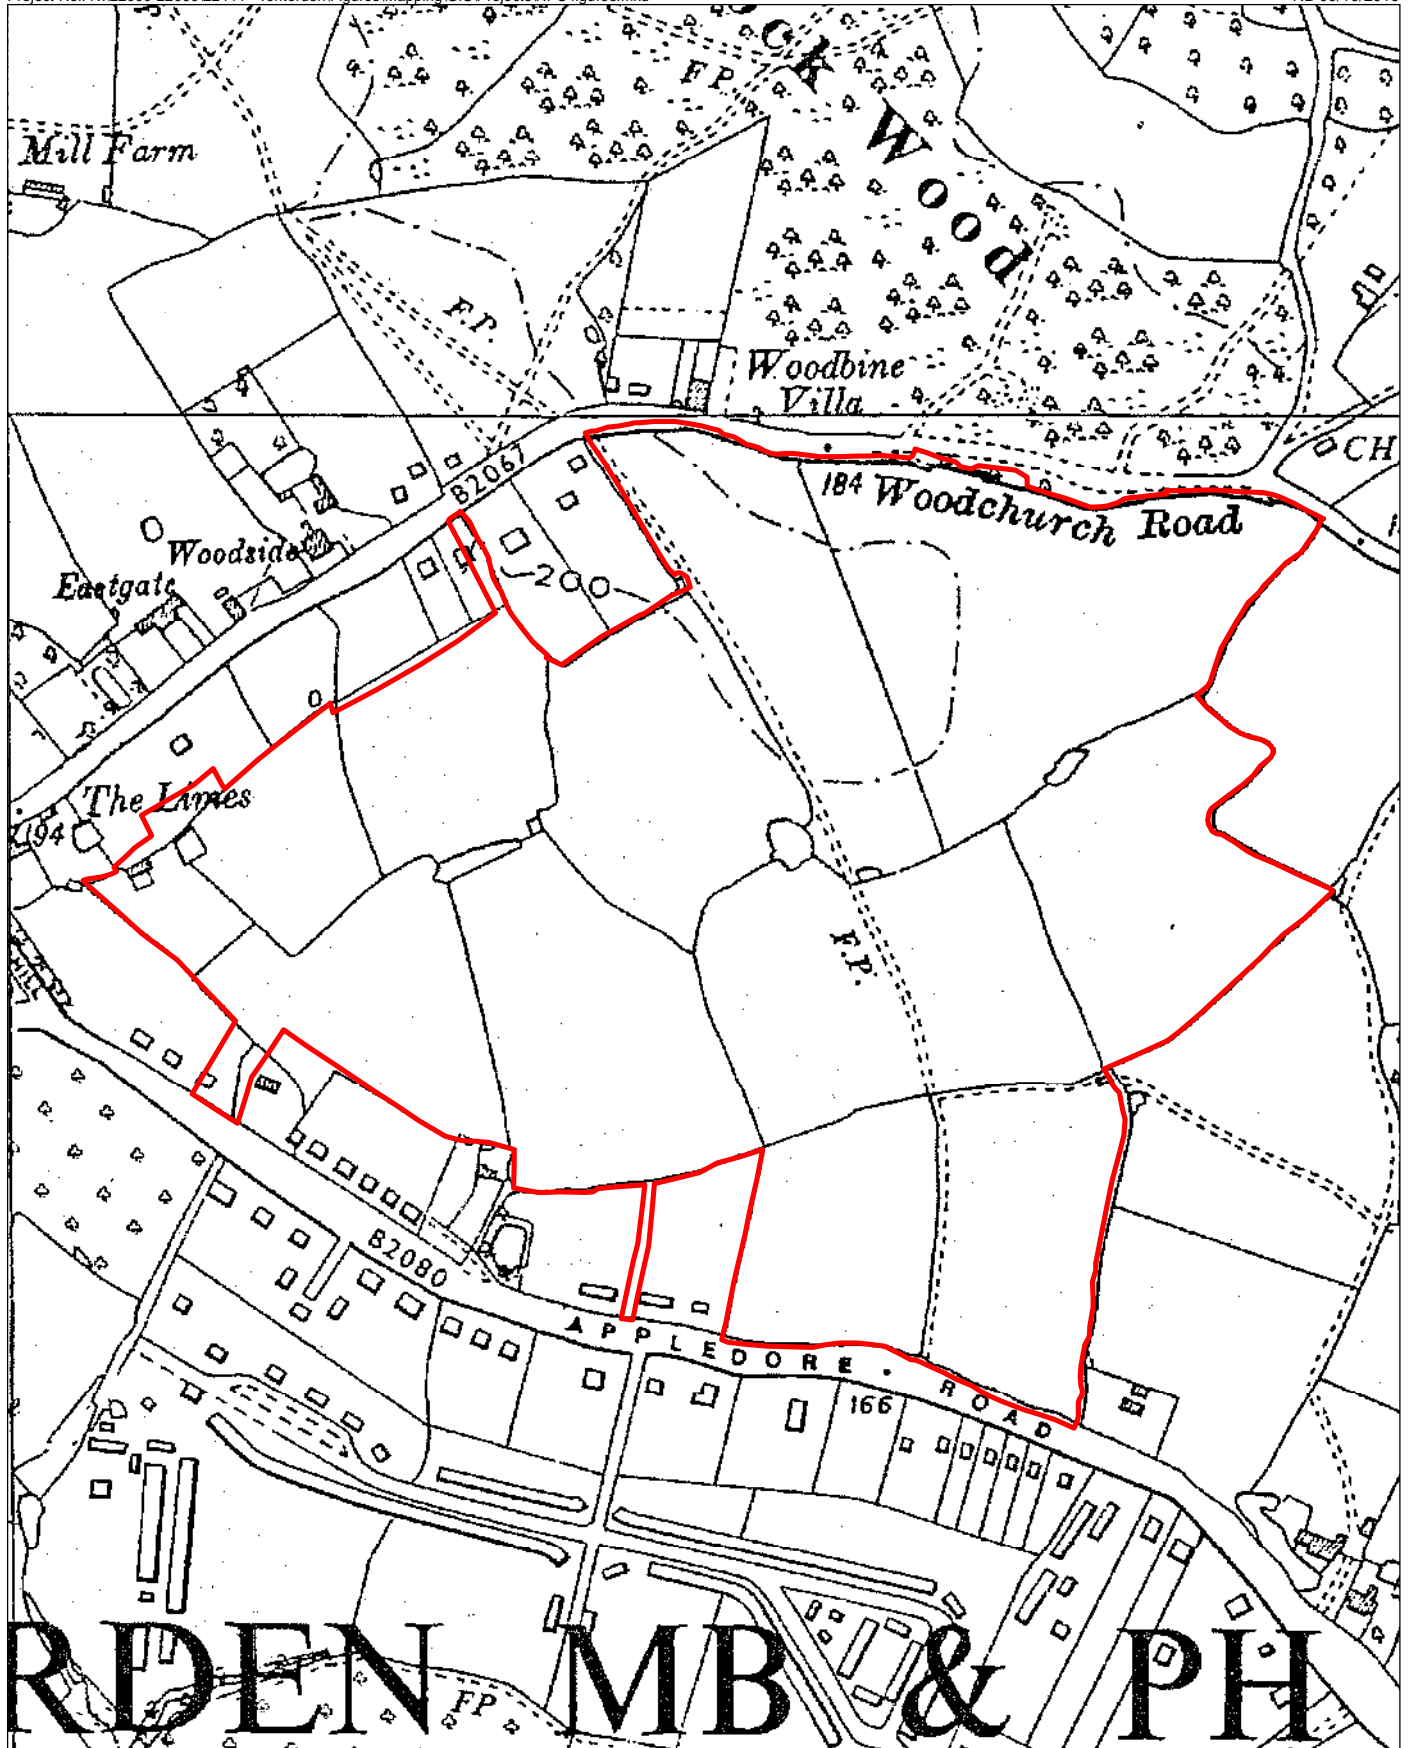 ck
Wood
F.P.
Mill Farm
F.P.
Woodbine
Villa
CH
B2067
184 Woodchurch Road
Woodside
200
Eastgate
The Limes
194
F.P.
B2080
APPLEDORE ROAD
166
RDEN MB & PH
FP